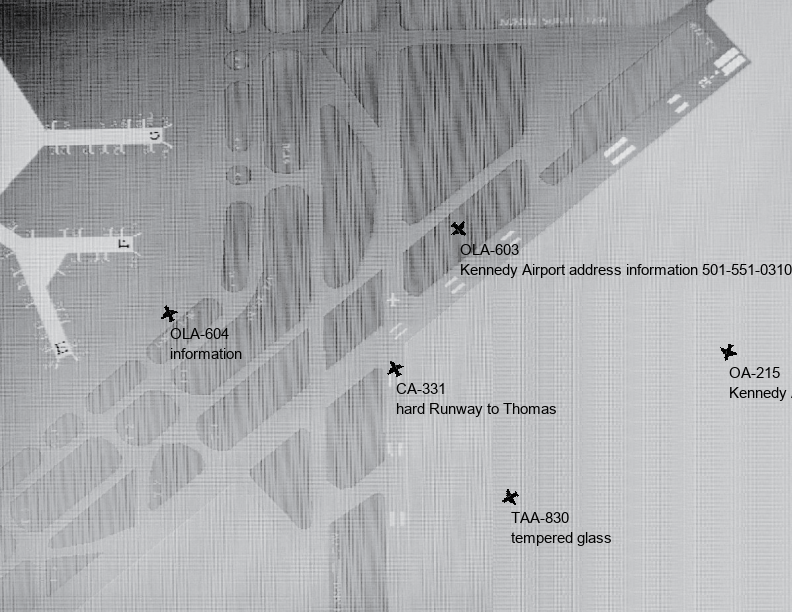 G
F
OLA-603
Kennedy Airport address information 501-551-0310
OLA-604
information
OA-215
Kennedy
CA-331
hard Runway to Thomas
TAA-830
tempered glass